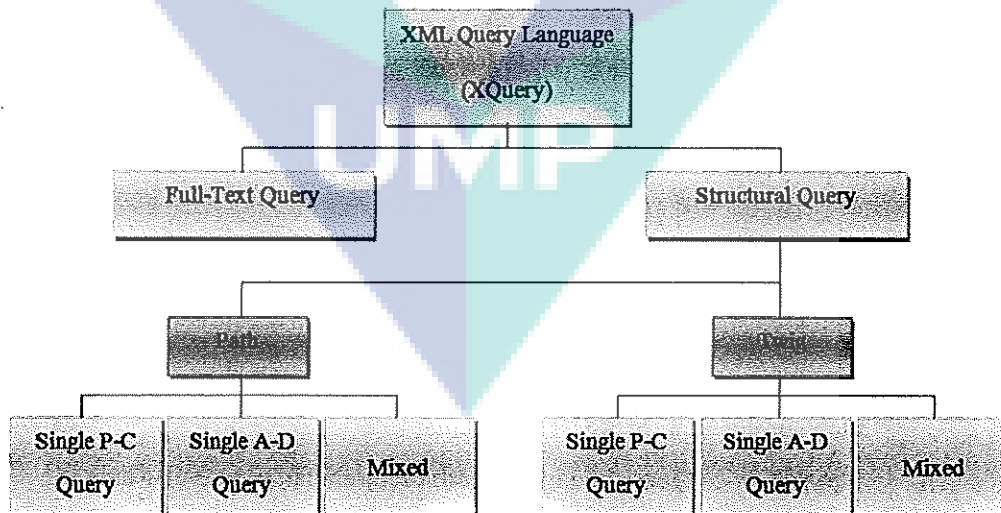 XML Query Language
(XQuery)
UMP
Full-Text Query
Structural Query
Path
Twig
Single P-C
Query
Single A-D
Query
Mixed
Single P-C
Query
Single A-D
Query
Mixed